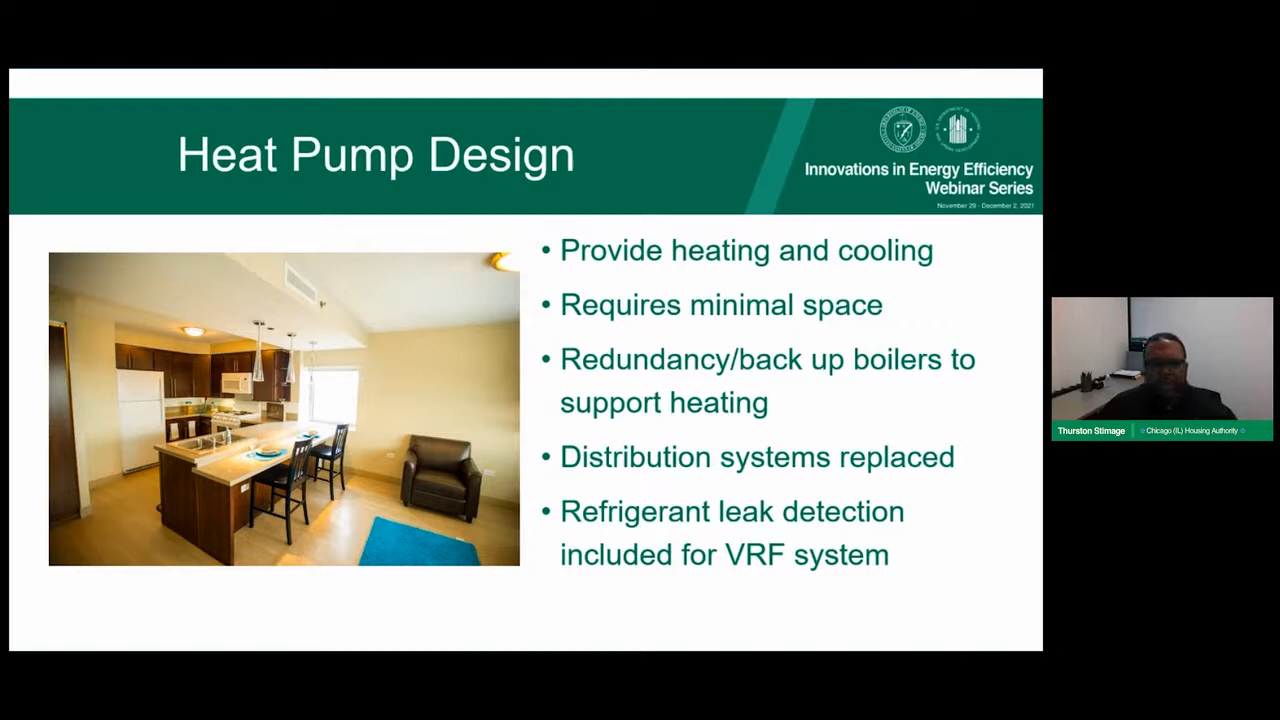 Heat Pump Design
Innovations in Energy Efficiency
Webinar Series
November 29 - December 2, 2021
• Provide heating and cooling
• Requires minimal space
• Redundancy/back up boilers to
support heating
• Distribution systems replaced
• Refrigerant leak detection
included for VRF system
Thurston Stimage
Chicago (IL) Housing Authority